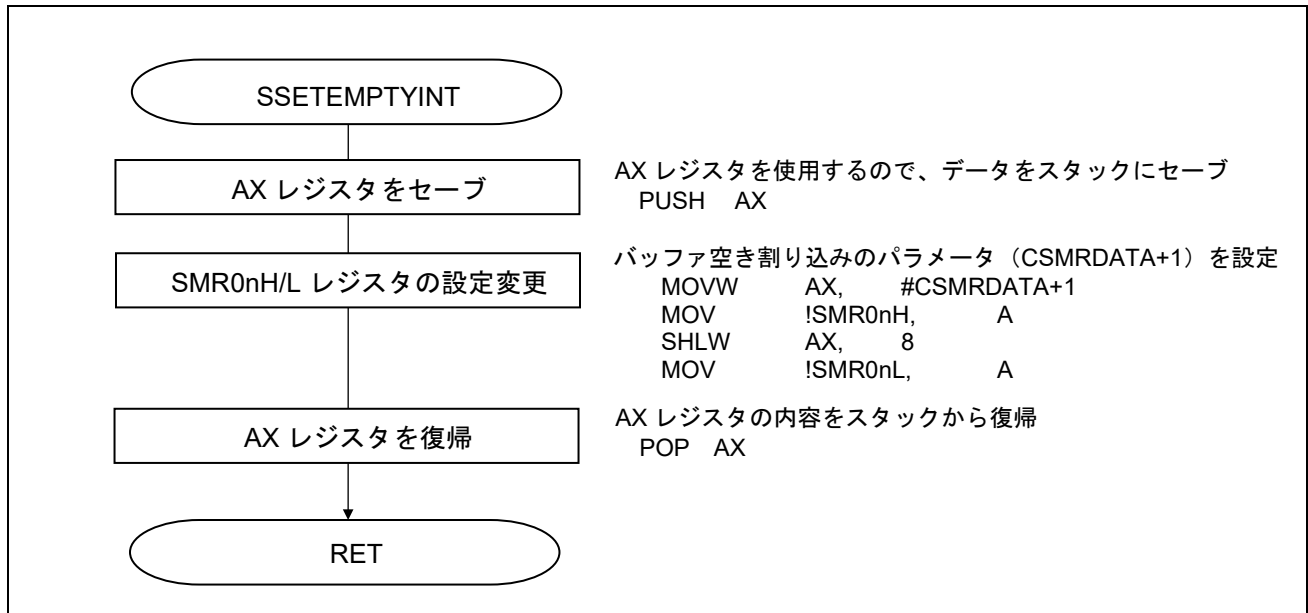 SSETEMPTYINT
AX レジスタをセーブ
AX レジスタを使用するので、データをスタックにセーブ
PUSH AX
SMR0nH/L レジスタの設定変更
バッファ空き割り込みのパラメータ（CSMRDATA+1）を設定
MOVW AX, #CSMRDATA+1
MOV !SMR0nH, A
SHLW AX, 8
MOV !SMR0nL, A
AX レジスタを復帰
AX レジスタの内容をスタックから復帰
POP AX
RET